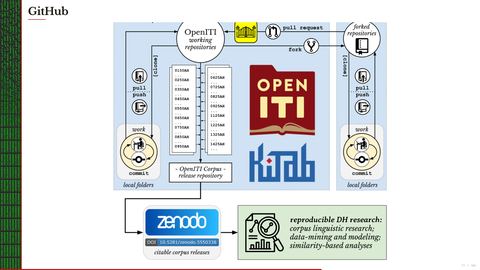 GitHub
OpenITI
working
repositories
pull request
fork
forked
repositories
[clone]
[clone]
pull
push
pull
push
0150AH
0250AH
0350AH
0450AH
0550AH
0650AH
0750AH
0850AH
0950AH
0625AH
0725AH
0825AH
0925AH
1025AH
1125AH
1225AH
1325AH
1425AH
OPEN
ITI
Kitab
work
commit
local folders
work
commit
local folders
- OpenITI Corpus -
release repository
zenodo
DOI 10.5281/zenodo.5550338
citable corpus releases
reproducible DH research:
corpus linguistic research;
data-mining and modeling;
similarity-based analyses